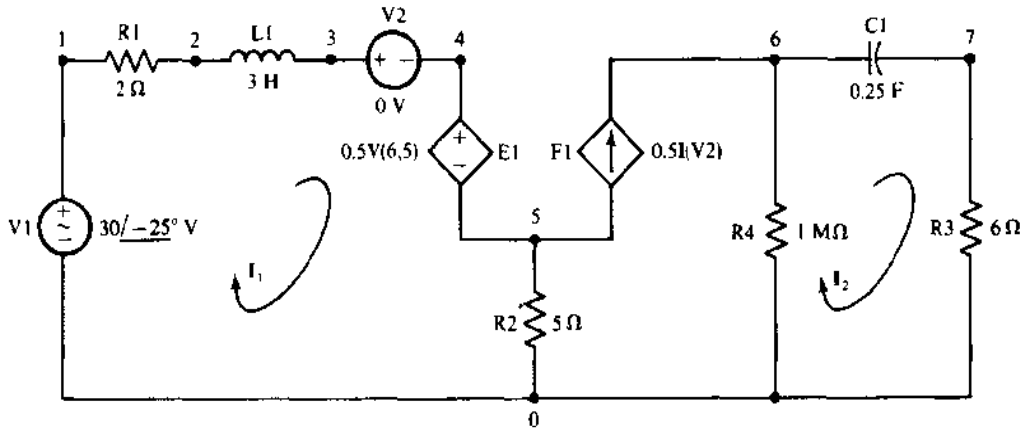 V2
C1
1
R1
2
L1
3
4
6
7
+ −
2 Ω
3 H
0 V
0.25 F
0.5V(6,5)
+
−
E1
F1
0.5I(V2)
V1
+
~
−
30/−25° V
I₁
5
R4
1 MΩ
I₂
R3
6 Ω
R2
5 Ω
0